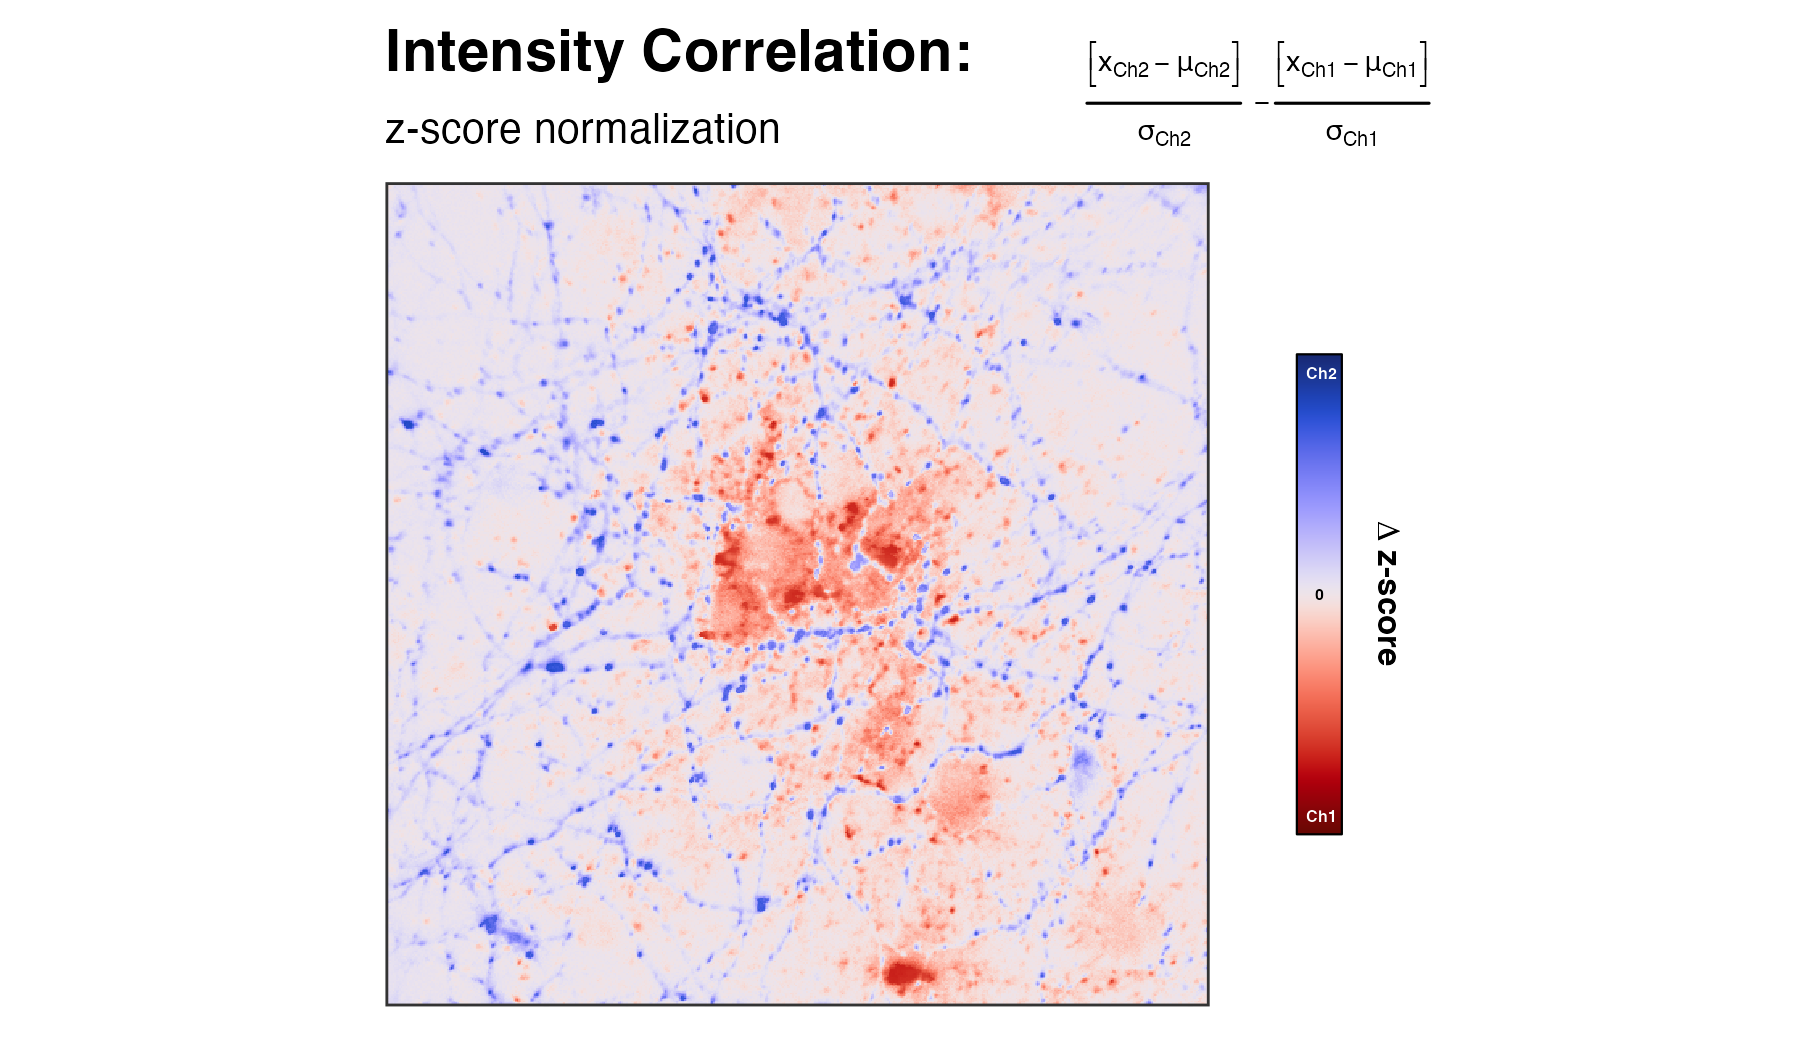 Intensity Correlation:
z-score normalization
[xCh2 – μCh2] – [xCh1 – μCh1]
σCh2 σCh1
Ch2
0
Ch1
Δ z-score